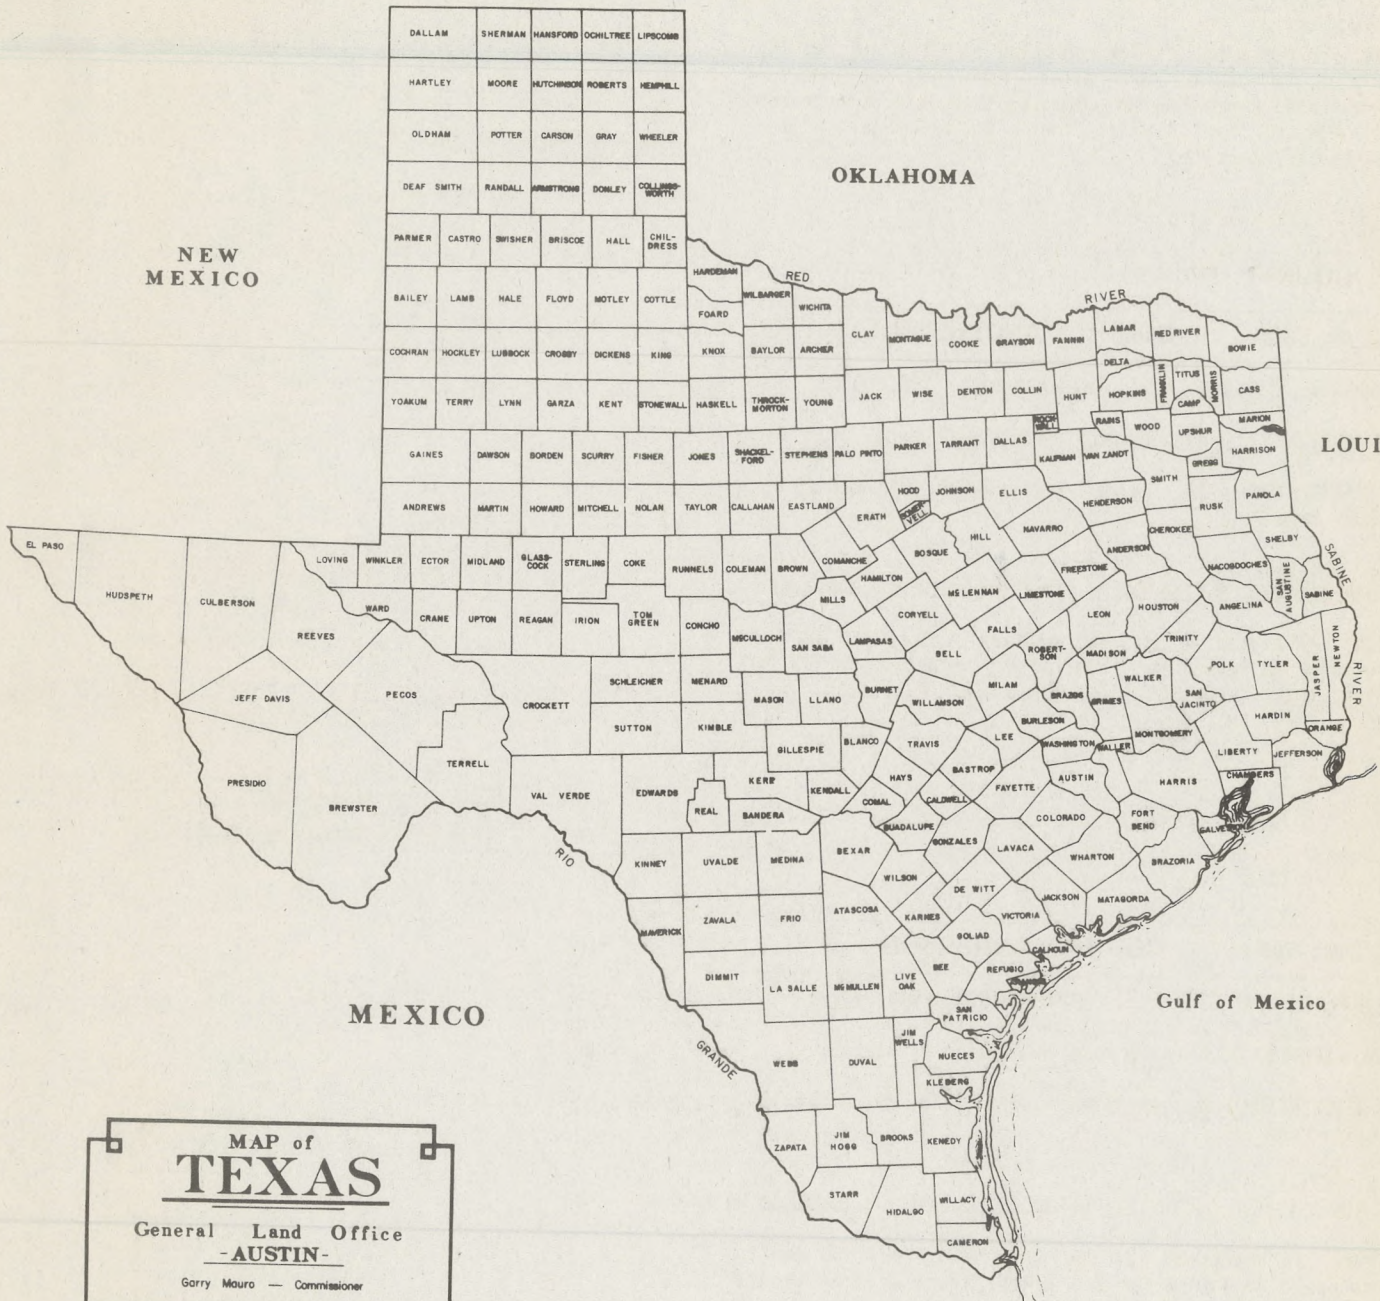 DALLAM SHERMAN HANSFORD OCHILTREE LIPSCOMB
HARTLEY MOORE HUTCHINSON ROBERTS HEMPHILL
OLDHAM POTTER CARSON GRAY WHEELER
OKLAHOMA
DEAF SMITH RANDALL ARMSTRONG DONLEY COLLINGS-
WORTH
PARMER CASTRO SWISHER BRISCOE HALL CHIL-
DRESS
NEW
MEXICO
HARDEMAN
RED
RIVER
BAILEY LAMB HALE FLOYD MOTLEY COTTLE
FOARD WILBARGER WICHITA
CLAY MONTAGUE COOKE GRAYSON FANNIN LAMAR RED RIVER BOWIE
COCHRAN HOCKLEY LUBBOCK CROSBY DICKENS KING KNOX BAYLOR ARCHER
DELTA FRANKLIN TITUS MORRIS CASS
YOAKUM TERRY LYNN GARZA KENT STONEWALL HASKELL THROCK-
MORTON YOUNG JACK WISE DENTON COLLIN HUNT HOPKINS CAMP
ROCK-
WALL RAINS WOOD UPSHUR MARION
GAINES DAWSON BORDEN SCURRY FISHER JONES SHACKEL-
FORD STEPHENS PALO PINTO PARKER TARRANT DALLAS KAUFMAN VAN ZANDT GREGG HARRISON
LOUI
SMITH
ANDREWS MARTIN HOWARD MITCHELL NOLAN TAYLOR CALLAHAN EASTLAND ERATH HOOD JOHNSON ELLIS HENDERSON RUSK PANOLA
SOMER-
VELL
HILL NAVARRO CHEROKEE SHELBY
SABINE
EL PASO
LOVING WINKLER ECTOR MIDLAND GLASS-
COCK STERLING COKE RUNNELS COLEMAN BROWN COMANCHE BOSQUE ANDERSON
HAMILTON FREESTONE NACOGDOCHES
HUDSPETH CULBERSON
MILLS MCLENNAN LIMESTONE SAN
AUGUSTINE SABINE
WARD CRANE UPTON REAGAN IRION TOM
GREEN CONCHO CORYELL LEON HOUSTON ANGELINA
REEVES
MCCULLOCH SAN SABA LAMPASAS BELL FALLS ROBERT-
SON MADISON TRINITY
NEWTON
RIVER
JEFF DAVIS PECOS CROCKETT SCHLEICHER MENARD MASON LLANO BURNET WILLIAMSON MILAM BRAZOS GRIMES WALKER SAN
JACINTO POLK TYLER JASPER
SUTTON KIMBLE BURLESON HARDIN
ORANGE
TERRELL GILLESPIE BLANCO TRAVIS LEE WASHINGTON WALLER MONTGOMERY LIBERTY JEFFERSON
PRESIDIO BREWSTER
VAL VERDE EDWARDS KERR KENDALL HAYS BASTROP FAYETTE AUSTIN HARRIS CHAMBERS
REAL BANDERA COMAL CALDWELL COLORADO FORT
BEND GALVESTON
GUADALUPE
RIO
KINNEY UVALDE MEDINA BEXAR GONZALES LAVACA WHARTON BRAZORIA
WILSON DE WITT JACKSON MATAGORDA
MAVERICK ZAVALA FRIO ATASCOSA KARNES VICTORIA
GOLIAD CALHOUN
DIMMIT LA SALLE MCMULLEN LIVE
OAK BEE REFUGIO
SAN
PATRICIO
MEXICO
Gulf of Mexico
GRANDE
WEBB DUVAL JIM
WELLS NUECES
KLEBERG
ZAPATA JIM
HOGG BROOKS KENEDY
STARR HIDALGO WILLACY
CAMERON
MAP of
TEXAS
General Land Office
-AUSTIN-
Garry Mauro — Commissioner